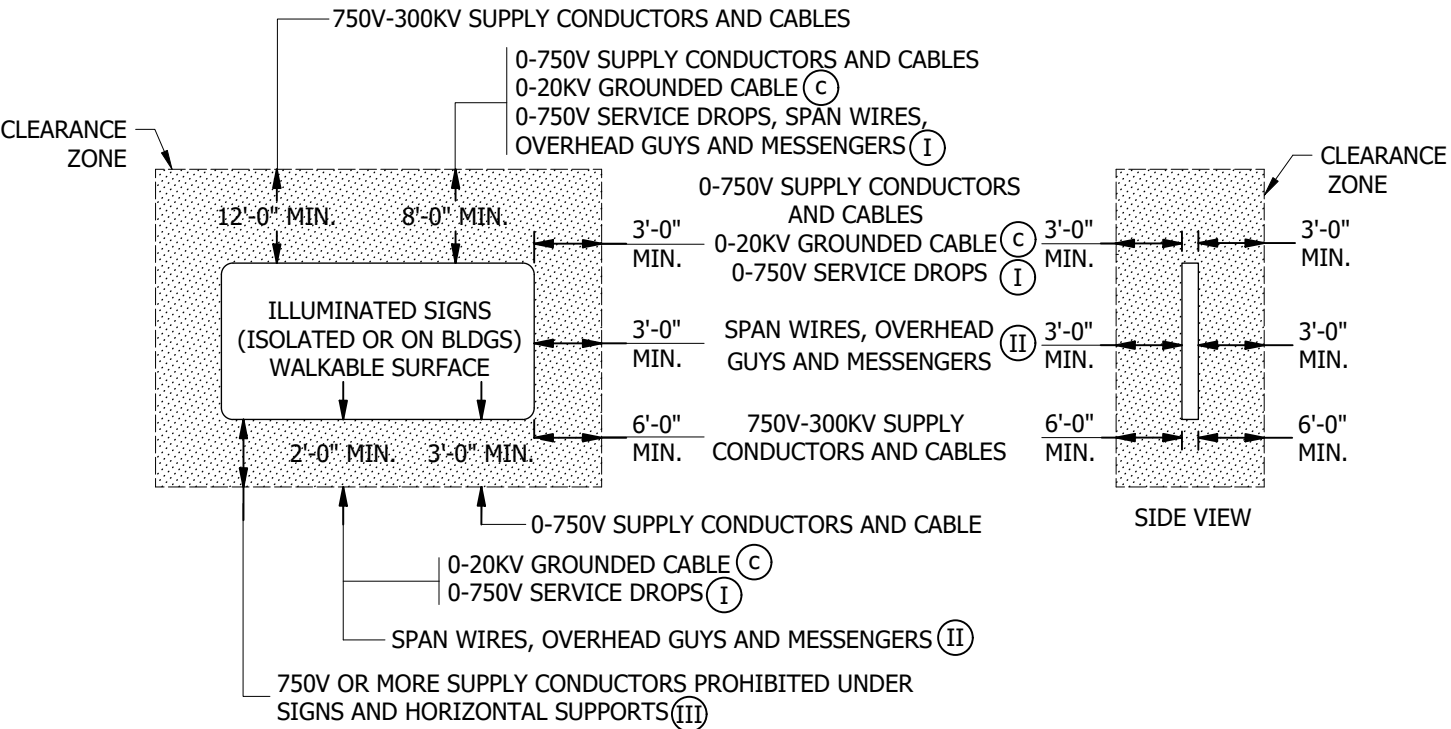 750V-300KV SUPPLY CONDUCTORS AND CABLES
0-750V SUPPLY CONDUCTORS AND CABLES
0-20KV GROUNDED CABLE C
0-750V SERVICE DROPS, SPAN WIRES,
OVERHEAD GUYS AND MESSENGERS I
CLEARANCE
ZONE
12'-0" MIN.
8'-0" MIN.
ILLUMINATED SIGNS
(ISOLATED OR ON BLDGS)
WALKABLE SURFACE
2'-0" MIN.
3'-0" MIN.
3'-0"
MIN.
0-750V SUPPLY CONDUCTORS
AND CABLES
0-20KV GROUNDED CABLE C
0-750V SERVICE DROPS I
3'-0"
MIN.
3'-0"
MIN.
SPAN WIRES, OVERHEAD
GUYS AND MESSENGERS II
3'-0"
MIN.
6'-0"
MIN.
750V-300KV SUPPLY
CONDUCTORS AND CABLES
6'-0"
MIN.
CLEARANCE
ZONE
3'-0"
MIN.
3'-0"
MIN.
6'-0"
MIN.
SIDE VIEW
0-750V SUPPLY CONDUCTORS AND CABLE
0-20KV GROUNDED CABLE C
0-750V SERVICE DROPS I
SPAN WIRES, OVERHEAD GUYS AND MESSENGERS II
750V OR MORE SUPPLY CONDUCTORS PROHIBITED UNDER
SIGNS AND HORIZONTAL SUPPORTS III